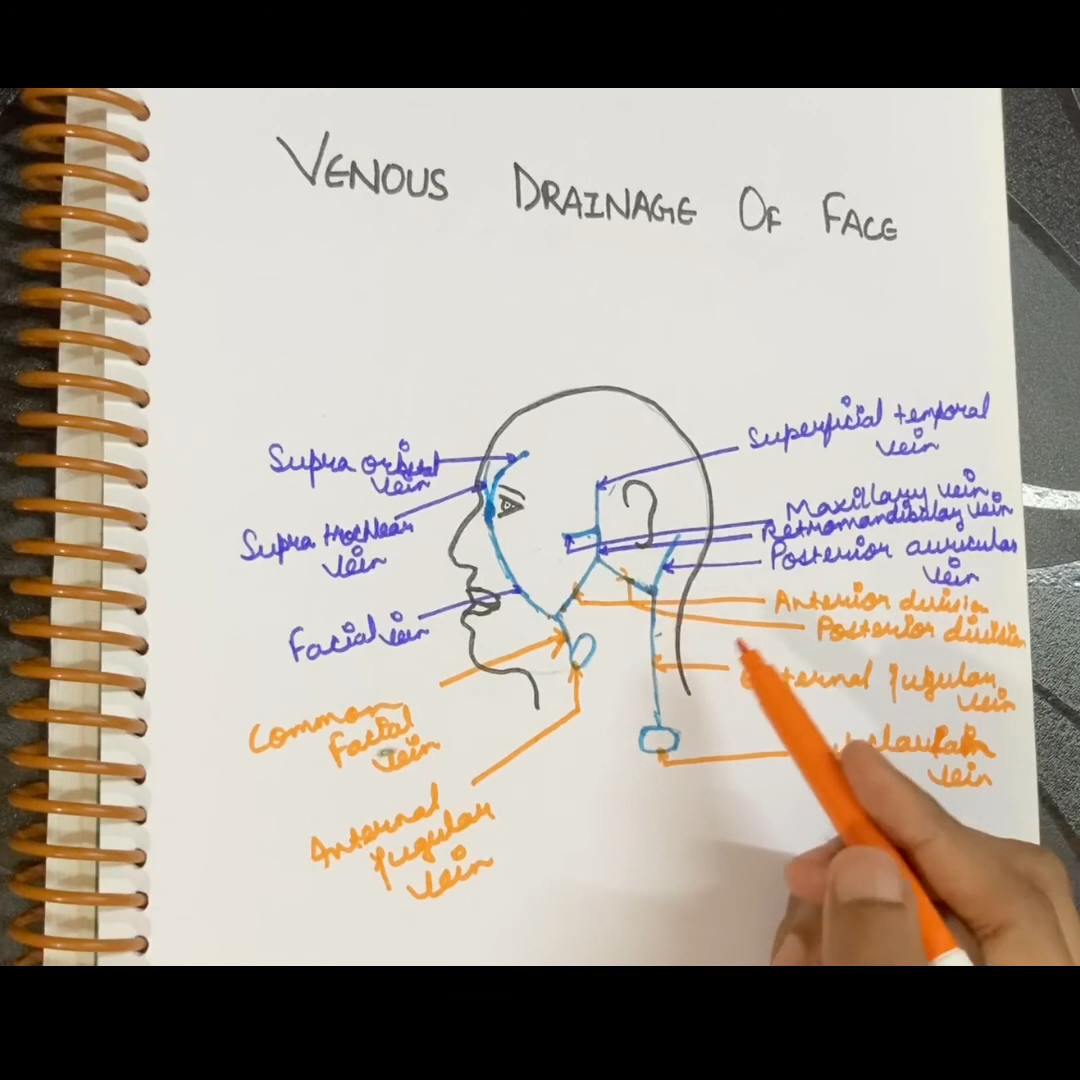 VENOUS DRAINAGE OF FACE
Supra orbital
vein
Supra trochlear
vein
Facial vein
Common
Facial
vein
Internal
jugular
vein
Superficial temporal
vein
Maxillary vein
Retromandibular vein
Posterior auricular
vein
Anterior division
Posterior division
ternal jugular
vein
vein